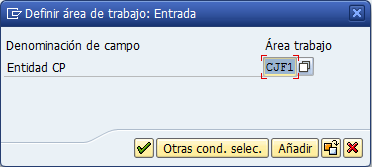 Definir área de trabajo: Entrada
Denominación de campo Área trabajo
Entidad CP CJF1
Otras cond. selec. Añadir